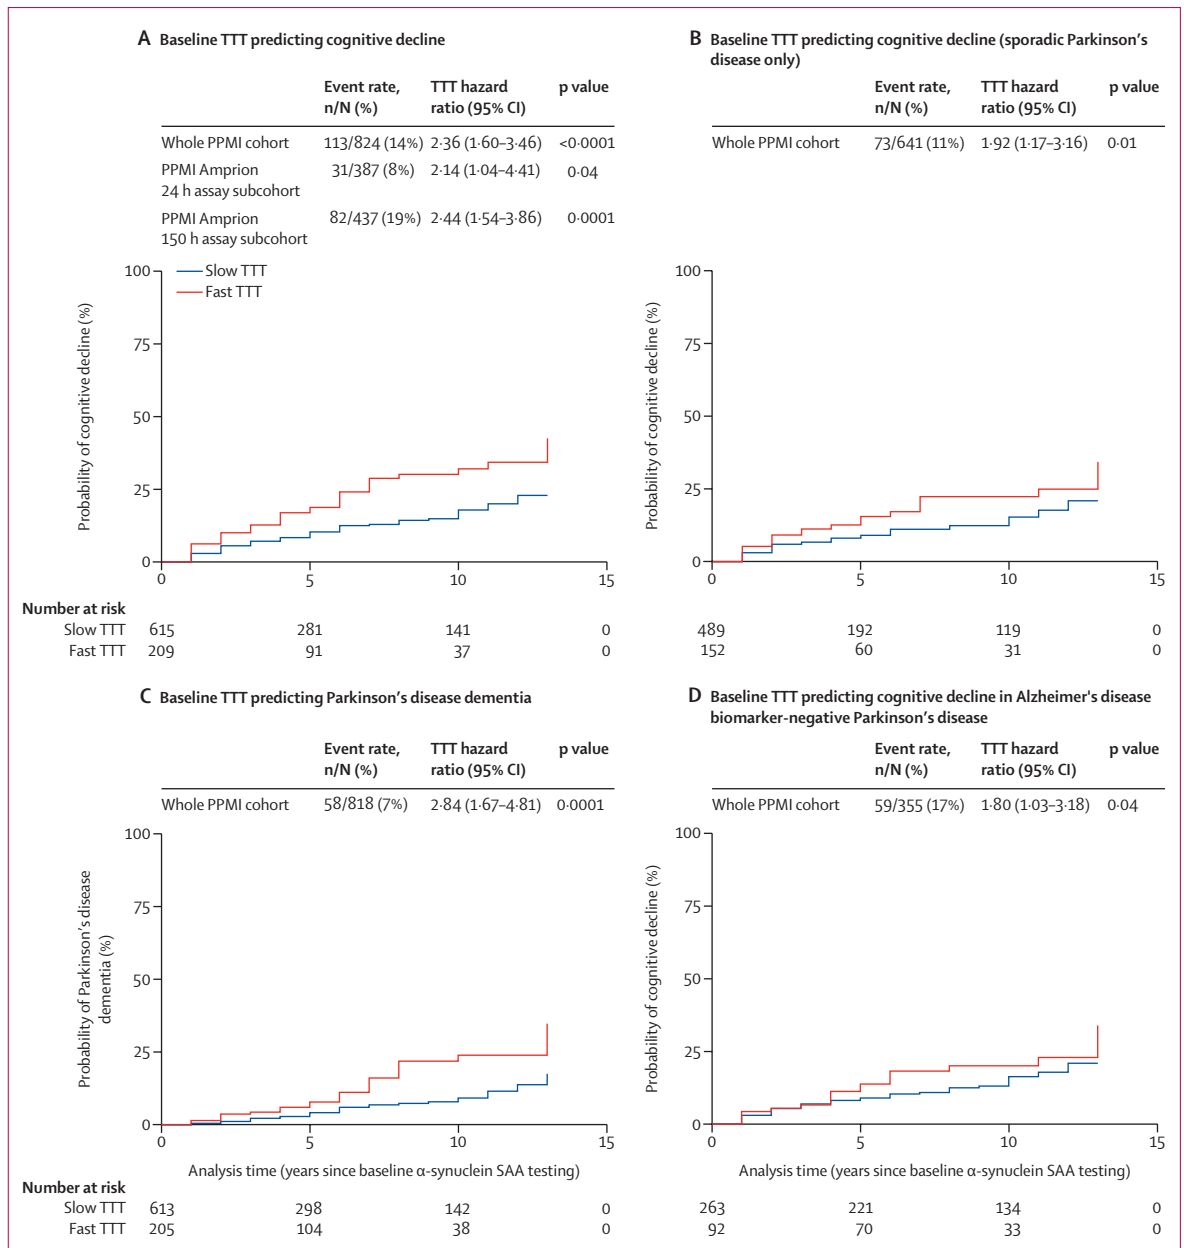 A Baseline TTT predicting cognitive decline
Event rate, n/N (%) TTT hazard ratio (95% CI) p value
Whole PPMI cohort 113/824 (14%) 2·36 (1·60–3·46) <0·0001
PPMI Amprion 24 h assay subcohort 31/387 (8%) 2·14 (1·04–4·41) 0·04
PPMI Amprion 150 h assay subcohort 82/437 (19%) 2·44 (1·54–3·86) 0·0001
Slow TTT
Fast TTT
Probability of cognitive decline (%)
100
75
50
25
0
0 5 10 15
Number at risk
Slow TTT 615 281 141 0
Fast TTT 209 91 37 0
B Baseline TTT predicting cognitive decline (sporadic Parkinson's
disease only)
Event rate, n/N (%) TTT hazard ratio (95% CI) p value
Whole PPMI cohort 73/641 (11%) 1·92 (1·17–3·16) 0·01
Probability of cognitive decline (%)
100
75
50
25
0
0 5 10 15
489 192 119 0
152 60 31 0
C Baseline TTT predicting Parkinson's disease dementia
Event rate, n/N (%) TTT hazard ratio (95% CI) p value
Whole PPMI cohort 58/818 (7%) 2·84 (1·67–4·81) 0·0001
Probability of Parkinson's disease
dementia (%)
100
75
50
25
0
0 5 10 15
Analysis time (years since baseline α-synuclein SAA testing)
Number at risk
Slow TTT 613 298 142 0
Fast TTT 205 104 38 0
D Baseline TTT predicting cognitive decline in Alzheimer's disease
biomarker-negative Parkinson's disease
Event rate, n/N (%) TTT hazard ratio (95% CI) p value
Whole PPMI cohort 59/355 (17%) 1·80 (1·03–3·18) 0·04
Probability of cognitive decline (%)
100
75
50
25
0
0 5 10 15
Analysis time (years since baseline α-synuclein SAA testing)
263 221 134 0
92 70 33 0